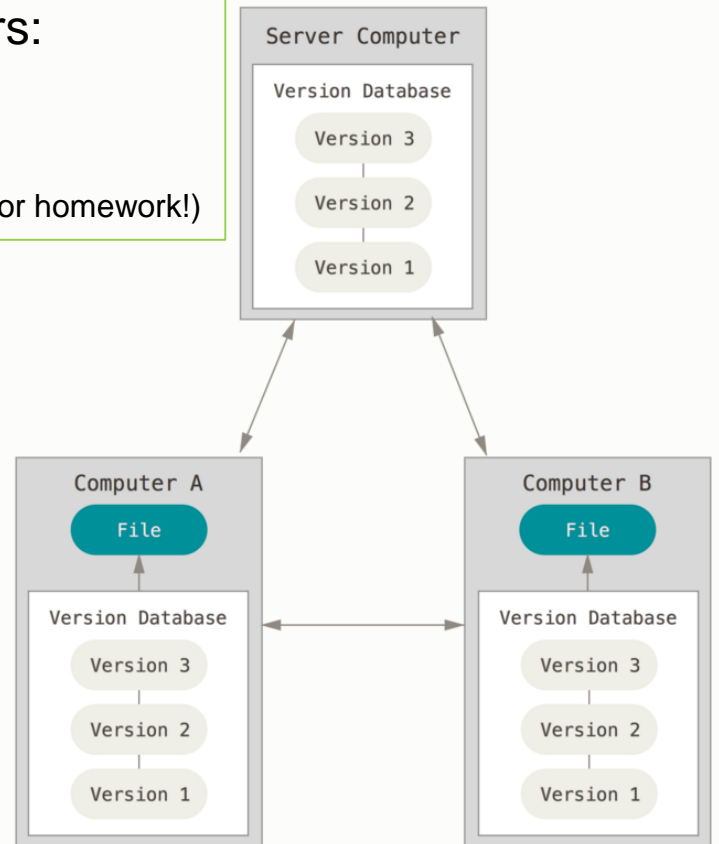 rs:
or homework!)
Server Computer
Version Database
Version 3
Version 2
Version 1
Computer A
File
Version Database
Version 3
Version 2
Version 1
Computer B
File
Version Database
Version 3
Version 2
Version 1